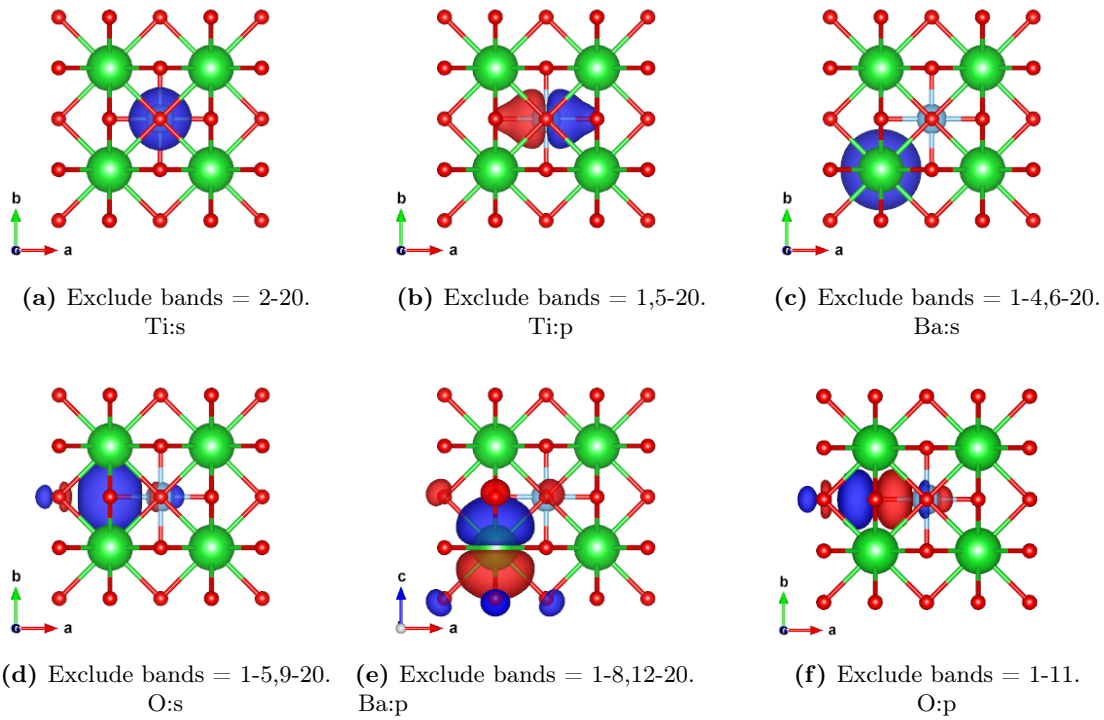 b
a
b
a
b
a
(a) Exclude bands = 2-20.
Ti:s
(b) Exclude bands = 1,5-20.
Ti:p
(c) Exclude bands = 1-4,6-20.
Ba:s
b
a
c
a
b
a
(d) Exclude bands = 1-5,9-20.
O:s
(e) Exclude bands = 1-8,12-20.
Ba:p
(f) Exclude bands = 1-11.
O:p